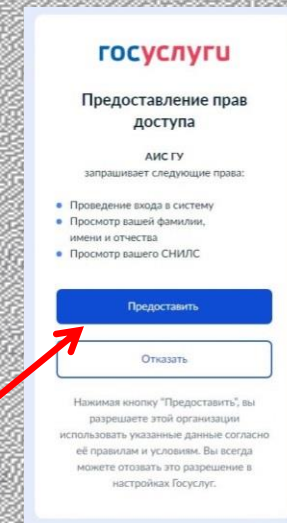 госуслуги
Предоставление прав
доступа
АИС ГУ
запрашивает следующие права:
Проведение входа в систему
Просмотр вашей фамилии,
имени и отчества
Просмотр вашего СНИЛС
Предоставить
Отказать
Нажимая кнопку "Предоставить", вы
разрешаете этой организации
использовать указанные данные согласно
её правилам и условиям. Вы всегда
можете отозвать это разрешение в
настройках Госуслуг.